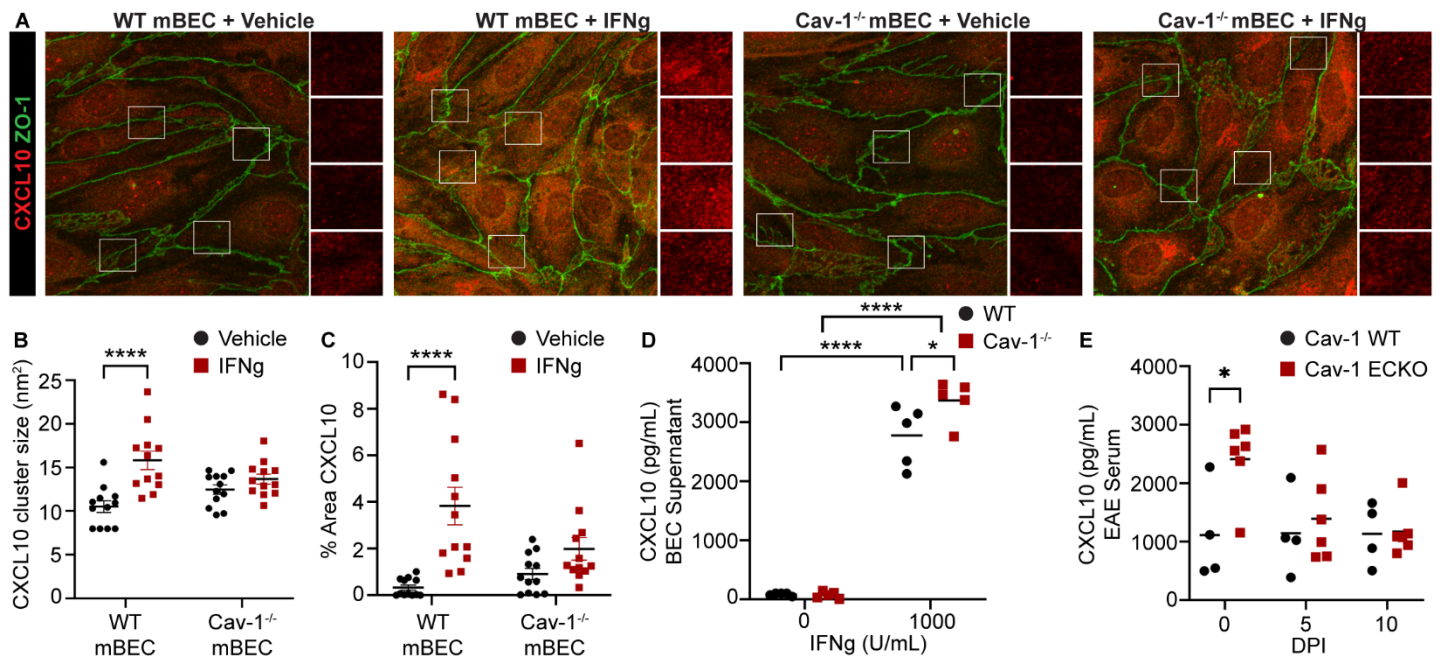 A
WT mBEC + Vehicle
WT mBEC + IFNg
Cav-1⁻/⁻ mBEC + Vehicle
Cav-1⁻/⁻ mBEC + IFNg
CXCL10 ZO-1
B
Vehicle
IFNg
****
CXCL10 cluster size (nm²)
25
20
15
10
5
0
WT
mBEC
Cav-1⁻/⁻
mBEC
C
Vehicle
IFNg
****
% Area CXCL10
10
8
6
4
2
0
WT
mBEC
Cav-1⁻/⁻
mBEC
D
WT
Cav-1⁻/⁻
****
****
*
CXCL10 (pg/mL)
BEC Supernatant
4000
3000
2000
1000
0
0
1000
IFNg (U/mL)
E
Cav-1 WT
Cav-1 ECKO
*
CXCL10 (pg/mL)
EAE Serum
4000
3000
2000
1000
0
0
5
10
DPI